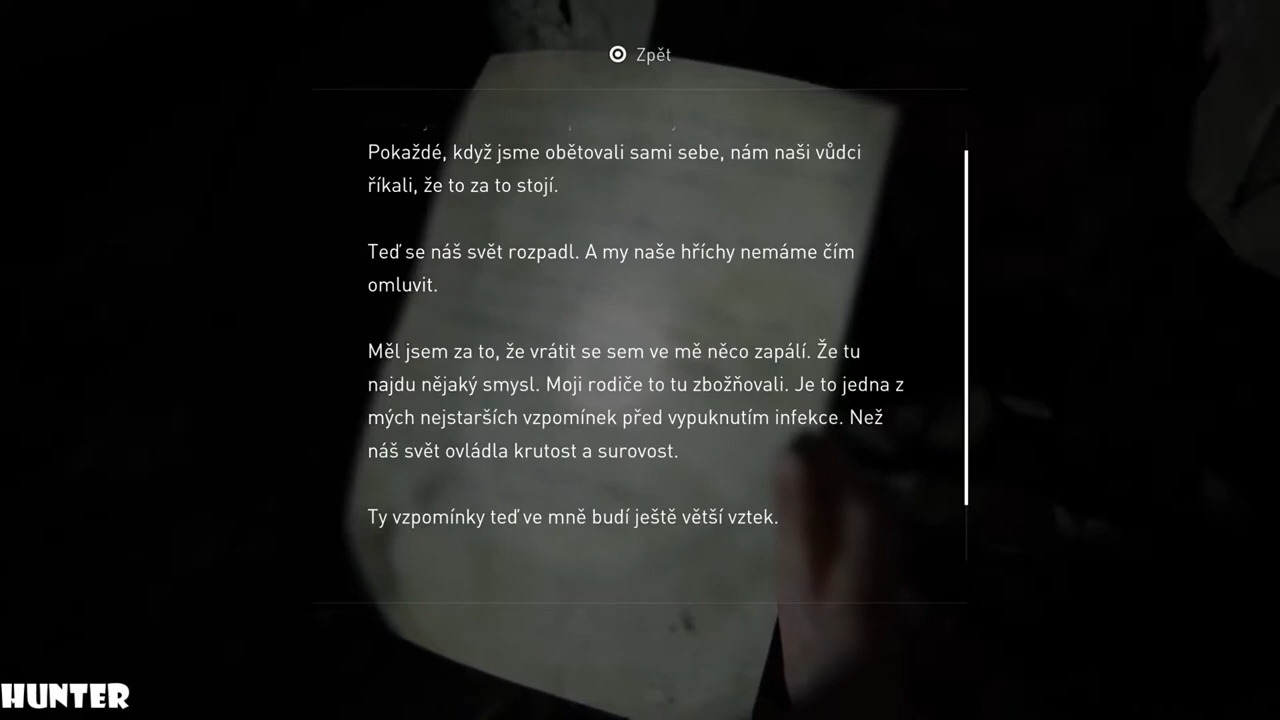 Zpět
Pokaždé, když jsme obětovali sami sebe, nám naši vůdci
říkali, že to za to stojí.
Teď se náš svět rozpadl. A my naše hříchy nemáme čím
omluvit.
Měl jsem za to, že vrátit se sem ve mě něco zapálí. Že tu
najdu nějaký smysl. Moji rodiče to tu zbožňovali. Je to jedna z
mých nejstarších vzpomínek před vypuknutím infekce. Než
náš svět ovládla krutost a surovost.
Ty vzpomínky teď ve mně budí ještě větší vztek.
HUNTER